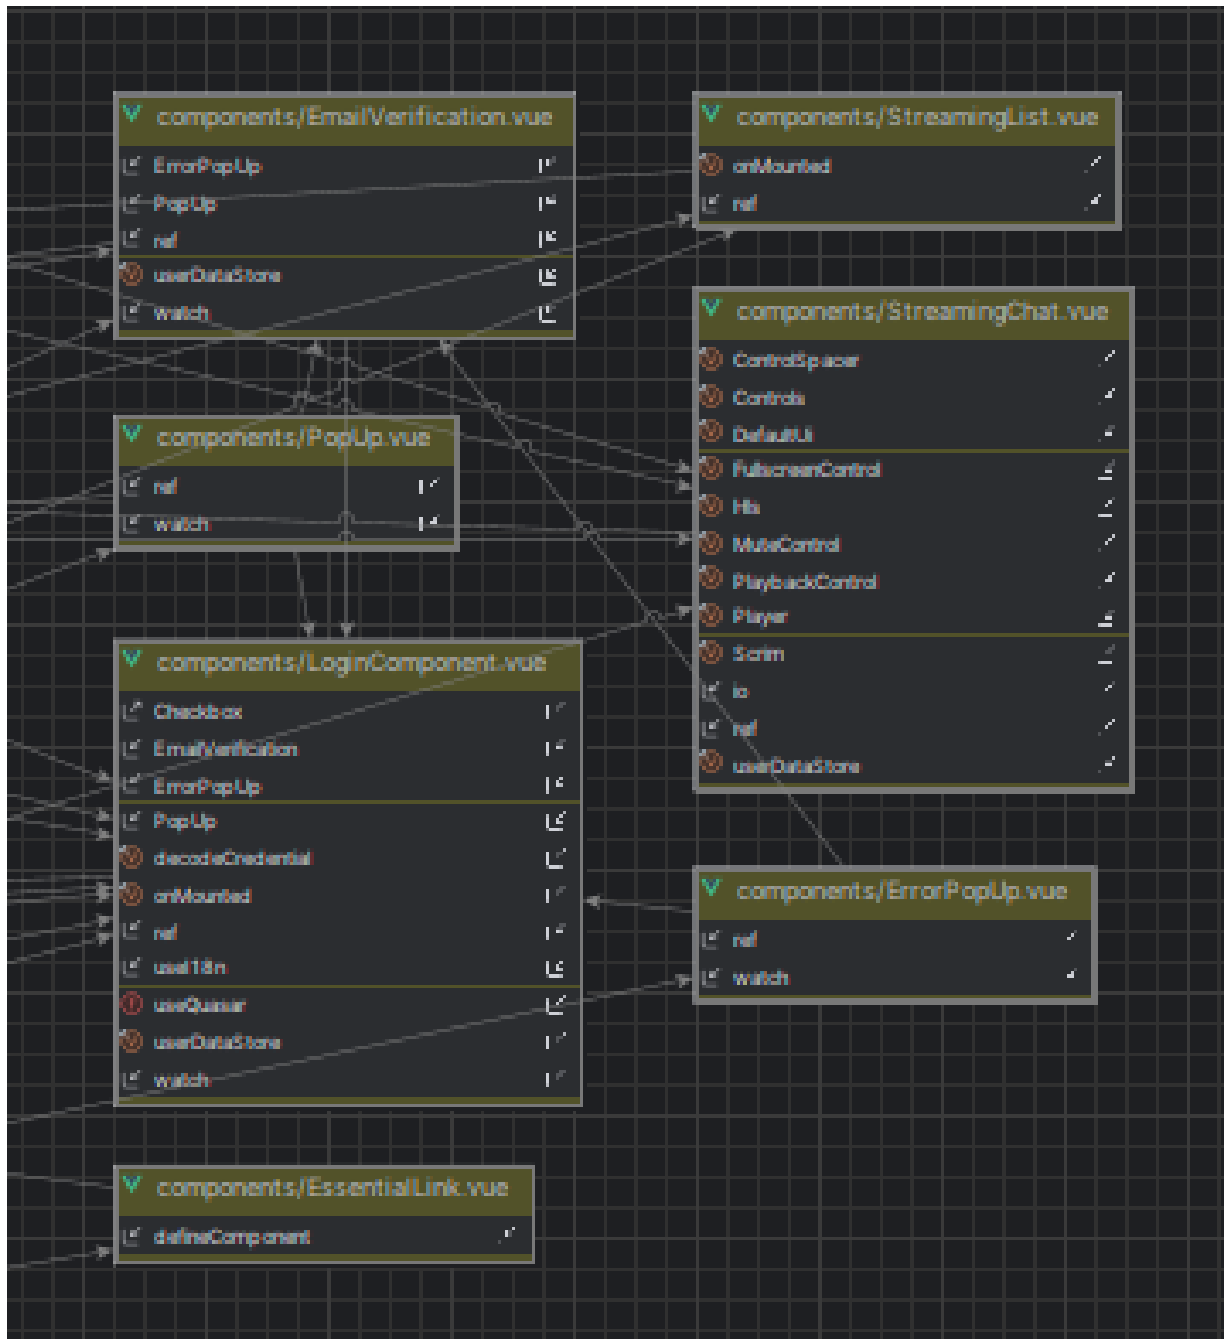 components/EmailVerification.vue
ErrorPopUp
PopUp
ref
userDataStore
watch
components/PopUp.vue
ref
watch
components/LoginComponent.vue
Checkbox
EmailVerification
ErrorPopUp
PopUp
decodeCredential
onMounted
ref
useI18n
useQuasar
userDataStore
watch
components/EssentialLink.vue
defineComponent
components/StreamingList.vue
onMounted
ref
components/StreamingChat.vue
ControlSpacer
Controls
DefaultUi
FullscreenControl
Hls
MuteControl
PlaybackControl
Player
Scrim
io
ref
userDataStore
components/ErrorPopUp.vue
ref
watch